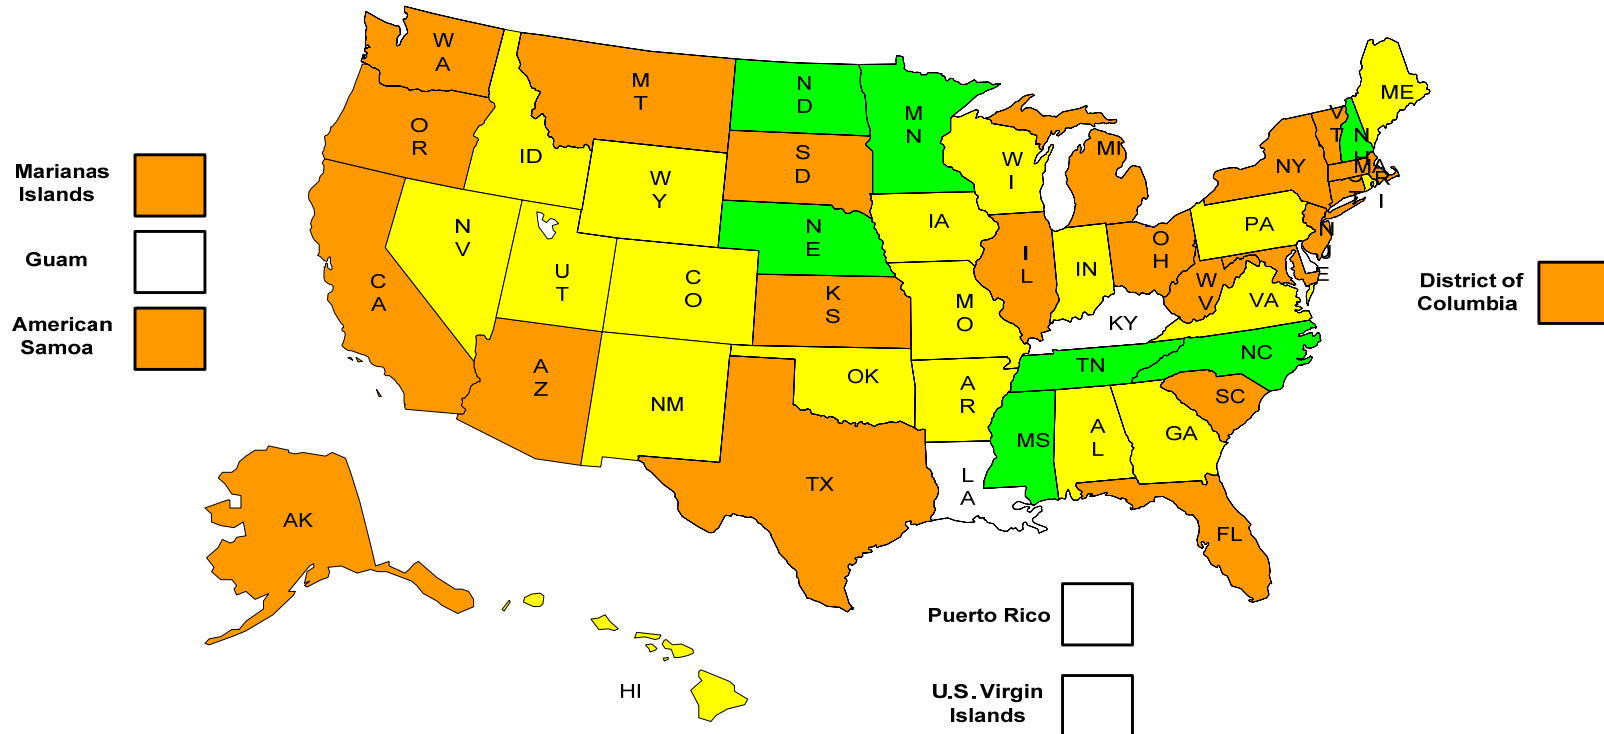 W
A
M
T
N
D
M
N
ME
O
R
ID
W
Y
S
D
W
I
MI
NY
V
T
N
H
MA
R
I
C
T
Marianas
Islands
N
V
N
E
IA
PA
N
J
Guam
C
A
U
T
C
O
K
S
M
O
I
L
IN
O
H
W
V
VA
D
E
District of
Columbia
American
Samoa
KY
A
Z
NM
OK
A
R
TN
NC
SC
MS
A
L
GA
TX
L
A
FL
AK
HI
Puerto Rico
U.S. Virgin
Islands